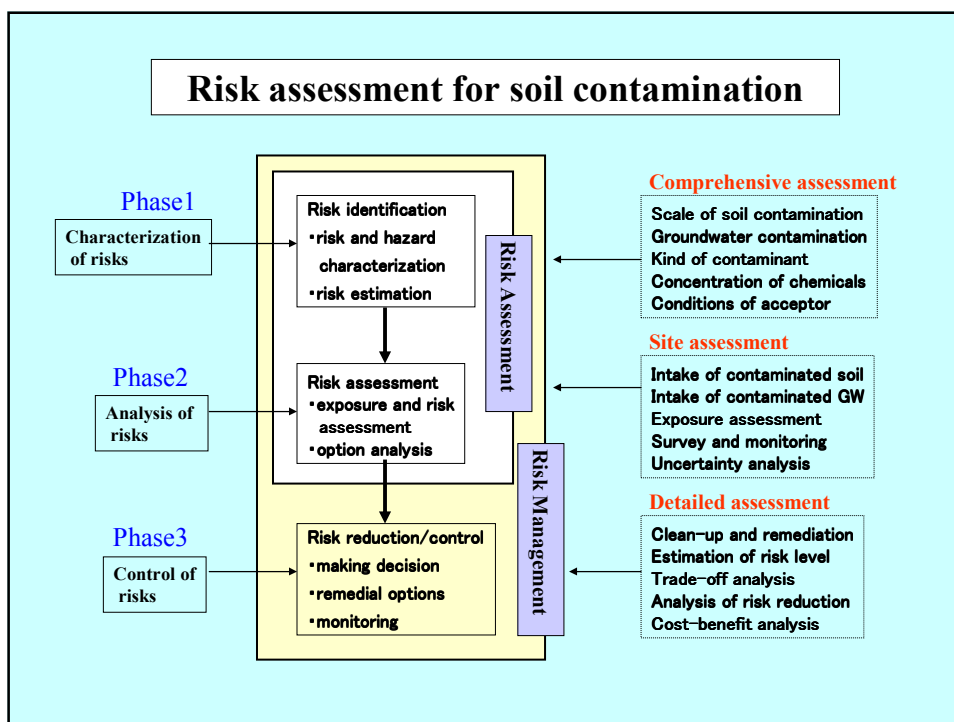 Risk assessment for soil contamination
Phase1
Characterization
of risks
Risk identification
・risk and hazard
characterization
・risk estimation
Risk Assessment
Comprehensive assessment
Scale of soil contamination
Groundwater contamination
Kind of contaminant
Concentration of chemicals
Conditions of acceptor
Phase2
Analysis of
risks
Risk assessment
・exposure and risk
assessment
・option analysis
Site assessment
Intake of contaminated soil
Intake of contaminated GW
Exposure assessment
Survey and monitoring
Uncertainty analysis
Phase3
Control of
risks
Risk reduction/control
・making decision
・remedial options
・monitoring
Risk Management
Detailed assessment
Clean-up and remediation
Estimation of risk level
Trade-off analysis
Analysis of risk reduction
Cost-benefit analysis